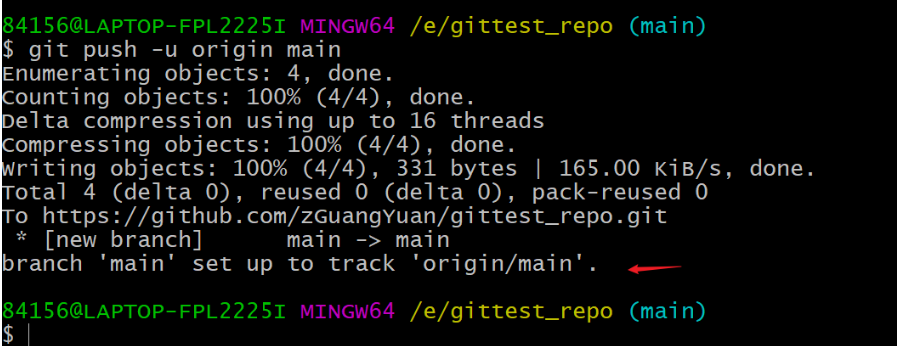 84156@LAPTOP-FPL2225I MINGW64 /e/gittest_repo (main)
$ git push -u origin main
Enumerating objects: 4, done.
Counting objects: 100% (4/4), done.
Delta compression using up to 16 threads
Compressing objects: 100% (4/4), done.
Writing objects: 100% (4/4), 331 bytes | 165.00 KiB/s, done.
Total 4 (delta 0), reused 0 (delta 0), pack-reused 0
To https://github.com/zGuangYuan/gittest_repo.git
 * [new branch]      main -> main
branch 'main' set up to track 'origin/main'.
84156@LAPTOP-FPL2225I MINGW64 /e/gittest_repo (main)
$